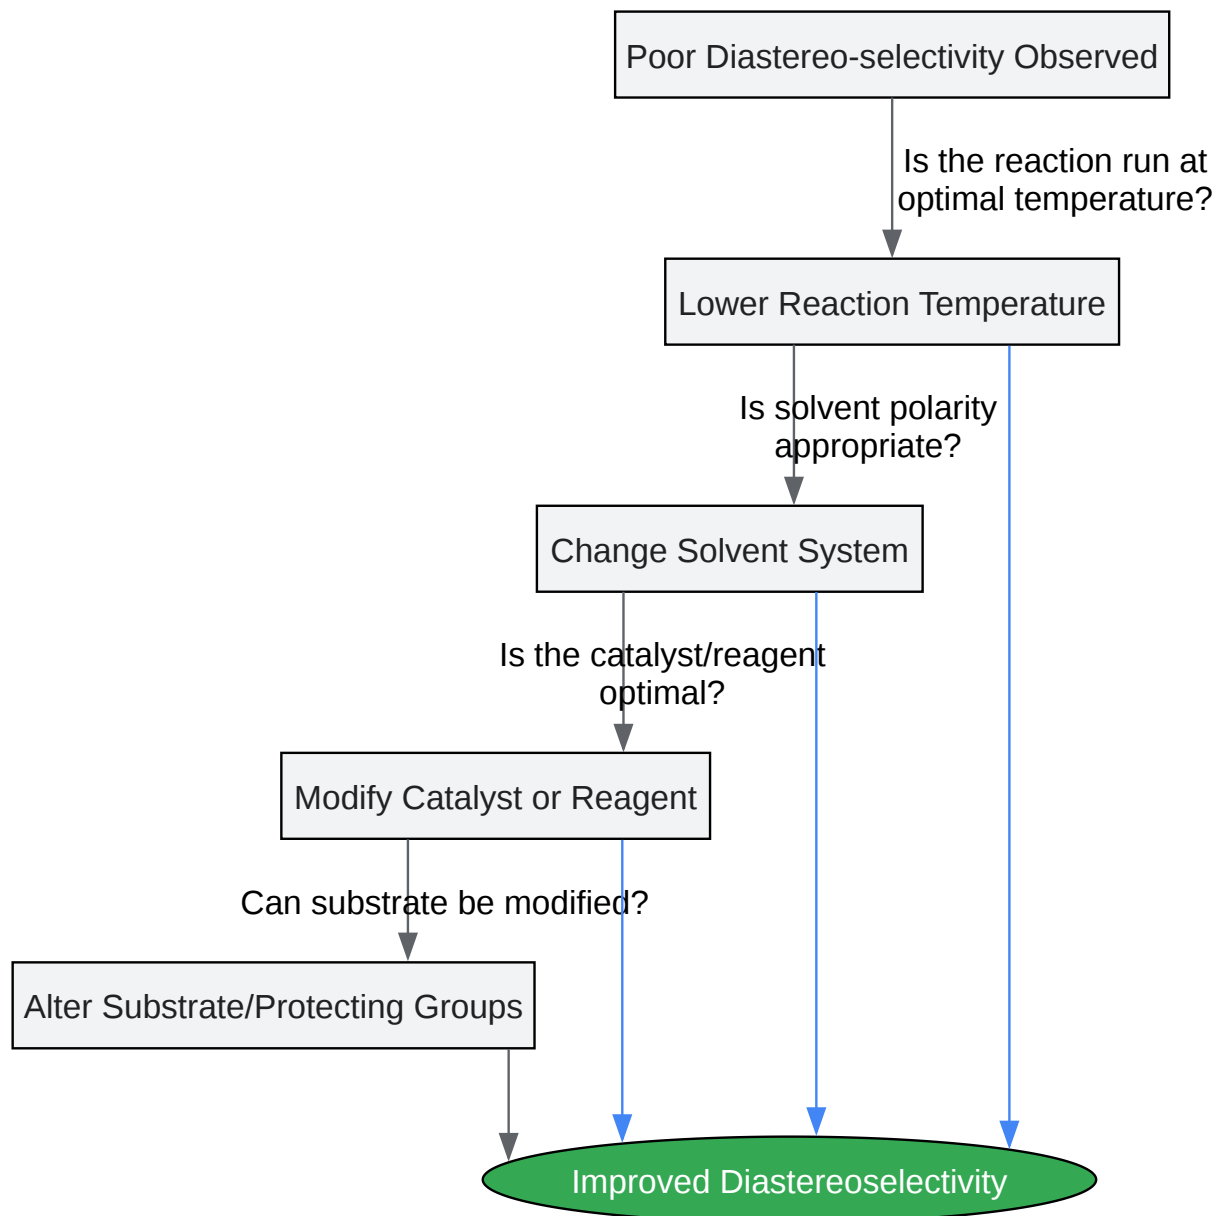 Poor Diastereo-selectivity Observed
Is the reaction run at
optimal temperature?
Lower Reaction Temperature
Is solvent polarity
appropriate?
Change Solvent System
Is the catalyst/reagent
optimal?
Modify Catalyst or Reagent
Can substrate be modified?
Alter Substrate/Protecting Groups
Improved Diastereoselectivity